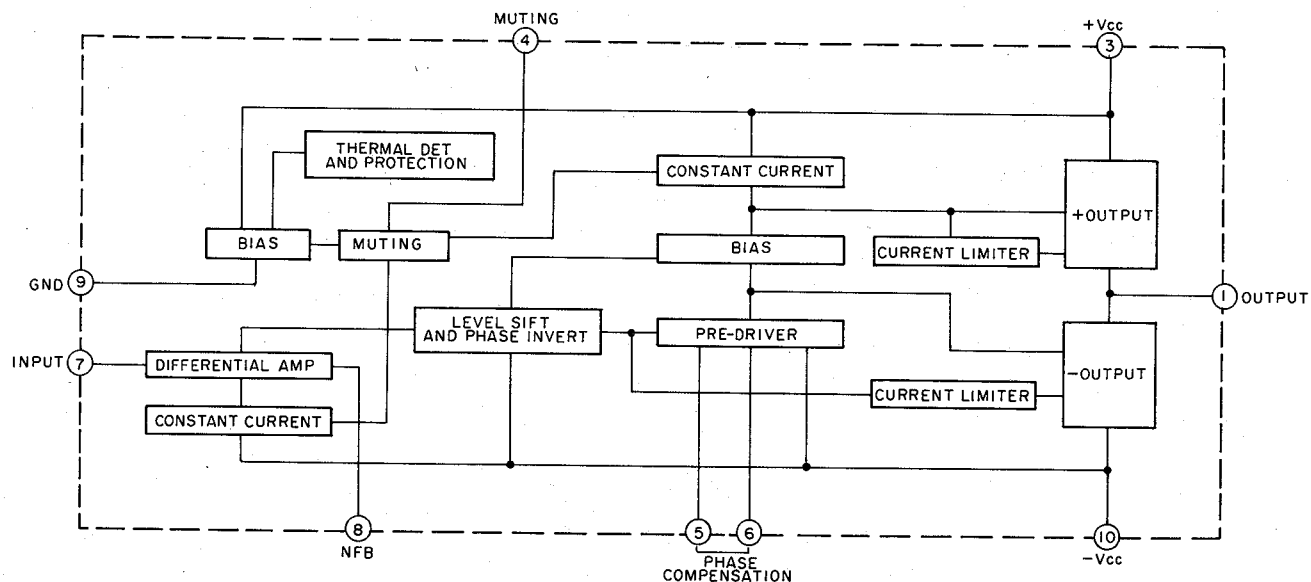 MUTING
4
+Vcc
3
THERMAL DET
AND PROTECTION
CONSTANT CURRENT
+OUTPUT
BIAS
MUTING
BIAS
CURRENT LIMITER
GND
9
1
OUTPUT
LEVEL SIFT
AND PHASE INVERT
PRE-DRIVER
INPUT
7
DIFFERENTIAL AMP
-OUTPUT
CURRENT LIMITER
CONSTANT CURRENT
8
NFB
5
6
PHASE
COMPENSATION
10
-Vcc